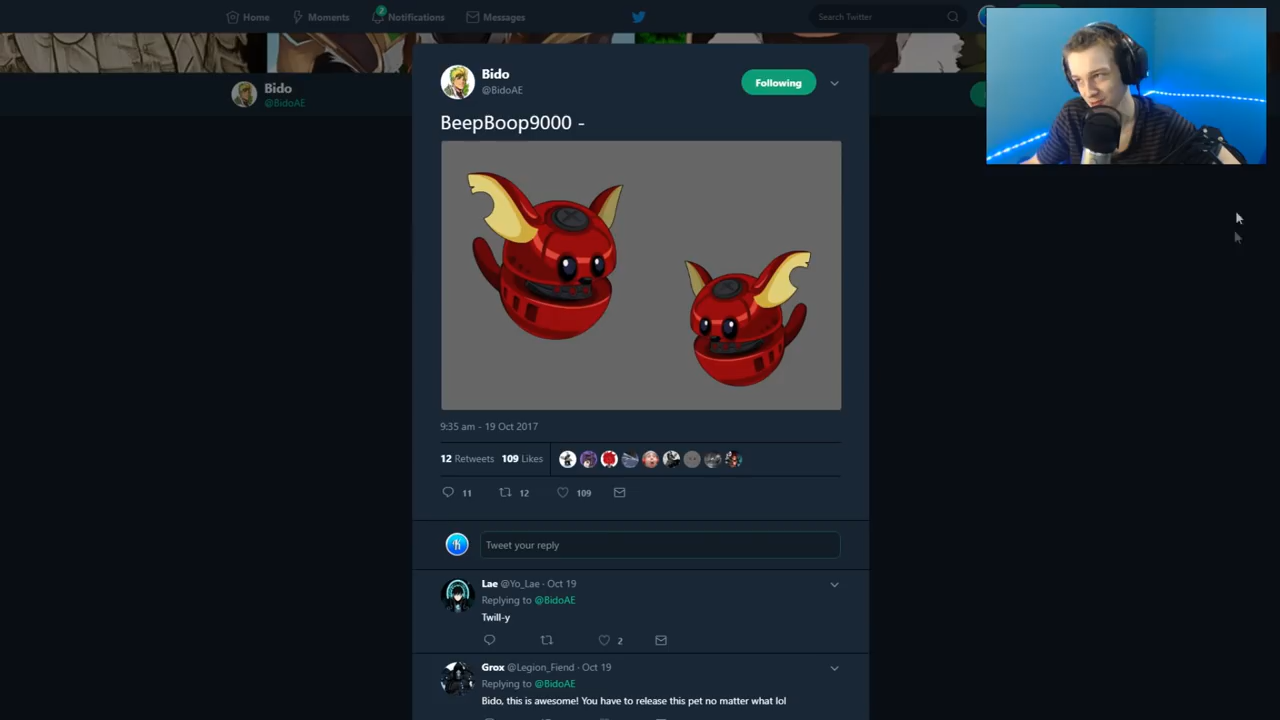 Home
Moments
2
Notifications
Messages
Search Twitter
Bido
@BidoAE
Bido
@BidoAE
Following
BeepBoop9000 -
9:35 am - 19 Oct 2017
12 Retweets 109 Likes
11 12 109
Tweet your reply
Lae @Yo_Lae · Oct 19
Replying to @BidoAE
Twill-y
2
Grox @Legion_Fiend · Oct 19
Replying to @BidoAE
Bido, this is awesome! You have to release this pet no matter what lol